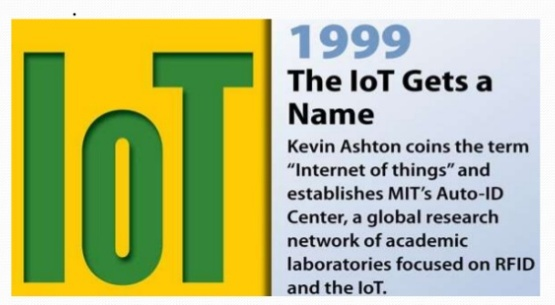 IoT
1999
The IoT Gets a
Name
Kevin Ashton coins the term
“Internet of things” and
establishes MIT’s Auto-ID
Center, a global research
network of academic
laboratories focused on RFID
and the IoT.